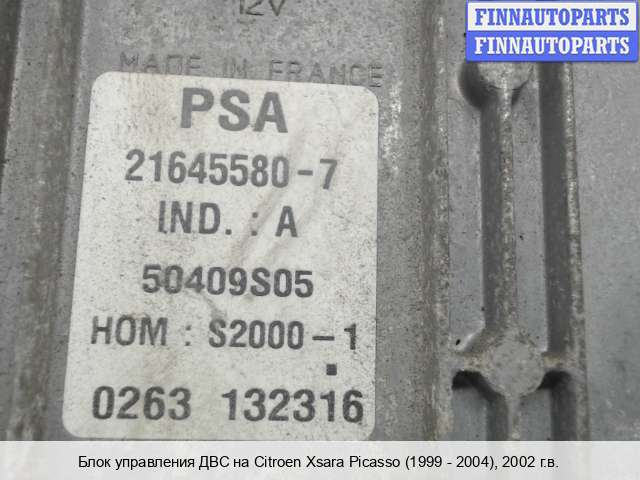 12V
FINNAUTOPARTS
FINNAUTOPARTS
MADE IN FRANCE
PSA
21645580-7
IND. : A
50409S05
HOM : S2000-1
0263 132316
Блок управления ДВС на Citroen Xsara Picasso (1999 - 2004), 2002 г.в.